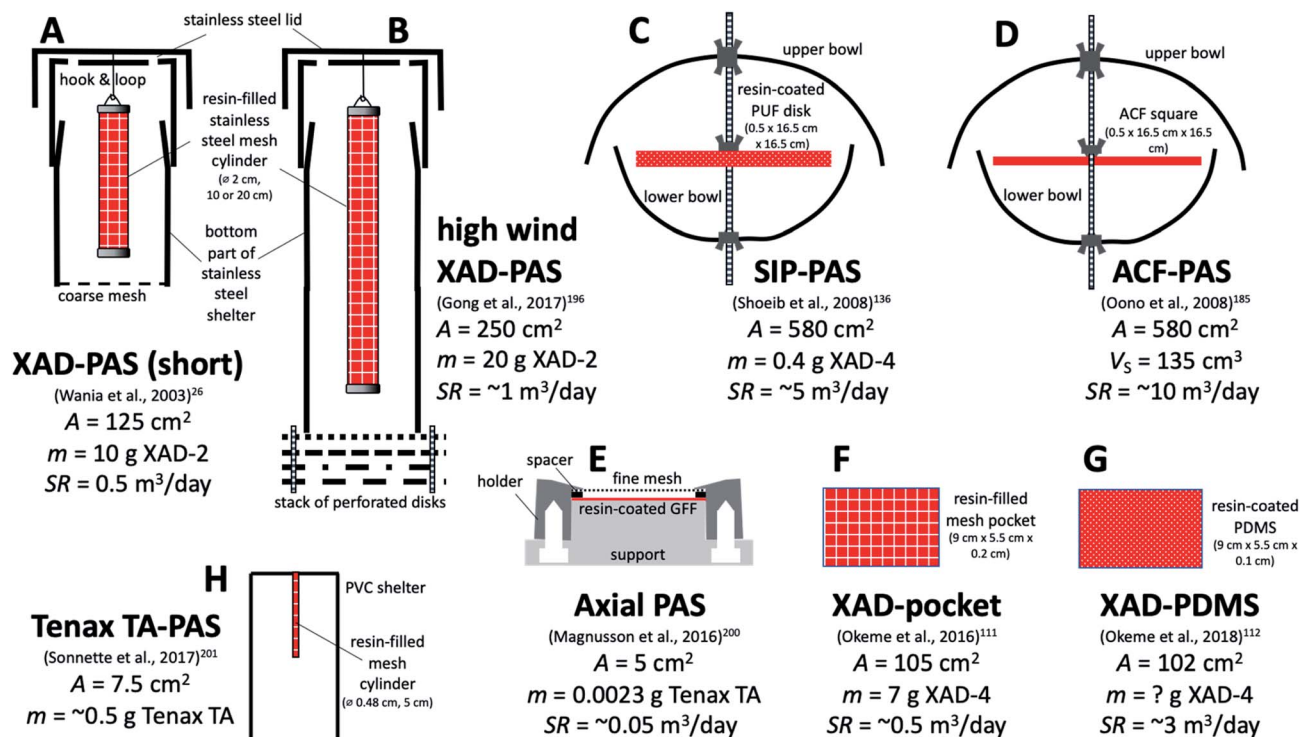 A
stainless steel lid
B
hook & loop
resin-filled
stainless
steel mesh
cylinder
(ø 2 cm,
10 or 20 cm)
bottom
part of
stainless
steel
shelter
coarse mesh
XAD-PAS (short)
(Wania et al., 2003)26
A = 125 cm²
m = 10 g XAD-2
SR = 0.5 m³/day
high wind
XAD-PAS
(Gong et al., 2017)196
A = 250 cm²
m = 20 g XAD-2
SR = ~1 m³/day
stack of perforated disks
C
upper bowl
resin-coated
PUF disk
(0.5 x 16.5 cm
x 16.5 cm)
lower bowl
SIP-PAS
(Shoeib et al., 2008)136
A = 580 cm²
m = 0.4 g XAD-4
SR = ~5 m³/day
D
upper bowl
ACF square
(0.5 x 16.5 cm x 16.5
cm)
lower bowl
ACF-PAS
(Oono et al., 2008)185
A = 580 cm²
VS = 135 cm³
SR = ~10 m³/day
E
spacer
holder
fine mesh
resin-coated GFF
support
Axial PAS
(Magnusson et al., 2016)200
A = 5 cm²
m = 0.0023 g Tenax TA
SR = ~0.05 m³/day
F
resin-filled
mesh pocket
(9 cm x 5.5 cm x
0.2 cm)
XAD-pocket
(Okeme et al., 2016)111
A = 105 cm²
m = 7 g XAD-4
SR = ~0.5 m³/day
G
resin-coated
PDMS
(9 cm x 5.5 cm x
0.1 cm)
XAD-PDMS
(Okeme et al., 2018)112
A = 102 cm²
m = ? g XAD-4
SR = ~3 m³/day
H
PVC shelter
resin-filled
mesh
cylinder
(ø 0.48 cm, 5 cm)
Tenax TA-PAS
(Sonnette et al., 2017)201
A = 7.5 cm²
m = ~0.5 g Tenax TA